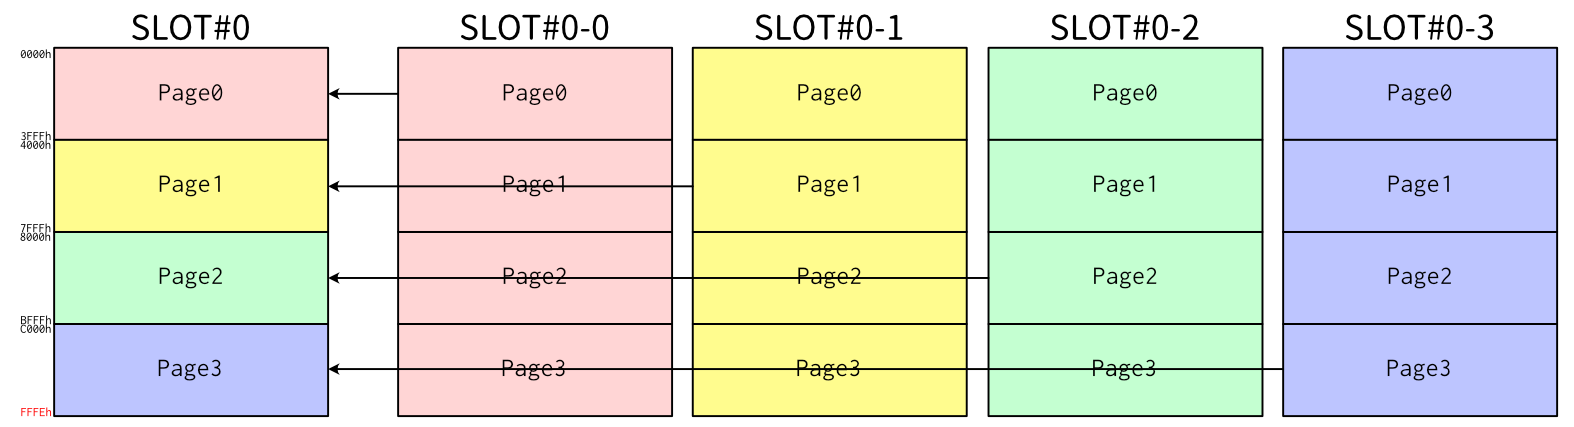 SLOT#0 SLOT#0-0 SLOT#0-1 SLOT#0-2 SLOT#0-3
0000h
Page0 Page0 Page0 Page0 Page0
3FFFh
4000h
Page1 Page1 Page1 Page1 Page1
7FFFh
8000h
Page2 Page2 Page2 Page2 Page2
BFFFh
C000h
Page3 Page3 Page3 Page3 Page3
FFFEh